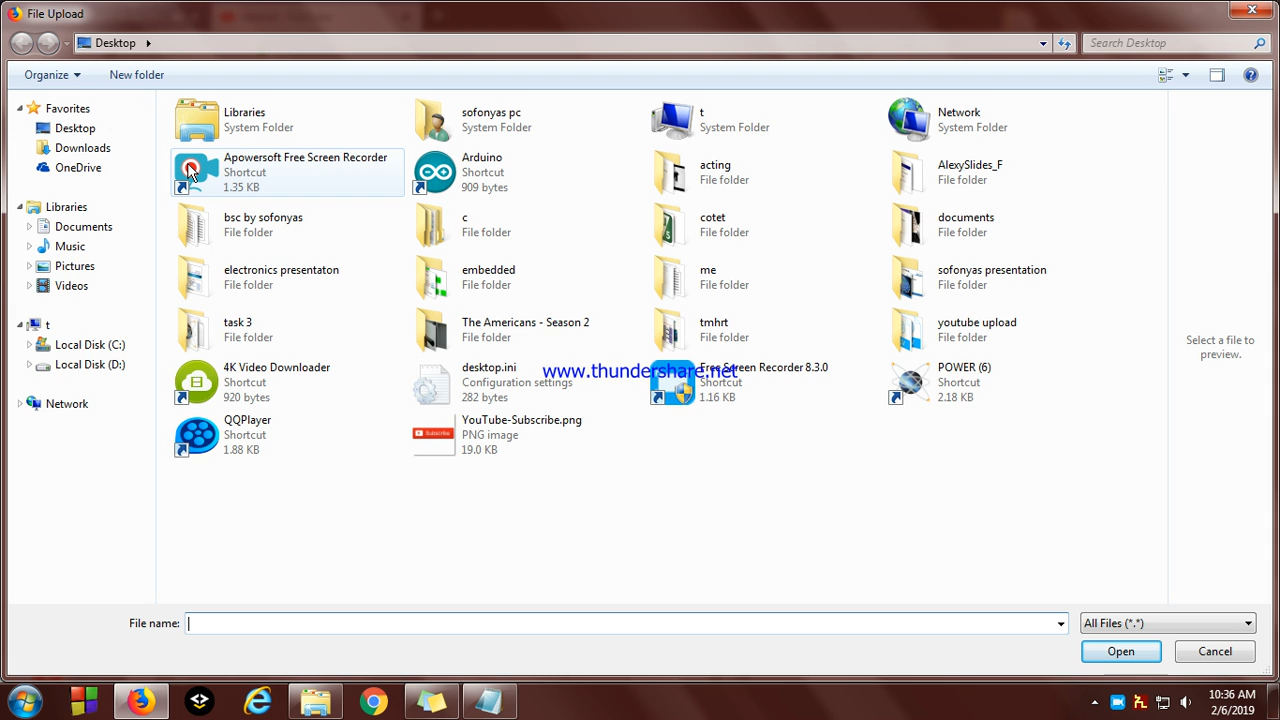 File Upload
Desktop
Search Desktop
Organize
New folder
Favorites
Desktop
Downloads
OneDrive
Libraries
Documents
Music
Pictures
Videos
t
Local Disk (C:)
Local Disk (D:)
Network
Libraries
System Folder
sofonyas pc
System Folder
t
System Folder
Network
System Folder
Apowersoft Free Screen Recorder
Shortcut
1.35 KB
Arduino
Shortcut
909 bytes
acting
File folder
AlexySlides_F
File folder
bsc by sofonyas
File folder
c
File folder
cotet
File folder
documents
File folder
electronics presentaton
File folder
embedded
File folder
me
File folder
sofonyas presentation
File folder
task 3
File folder
The Americans - Season 2
File folder
tmhrt
File folder
youtube upload
File folder
4K Video Downloader
Shortcut
920 bytes
desktop.ini
Configuration settings
282 bytes
Free Screen Recorder 8.3.0
Shortcut
1.16 KB
POWER (6)
Shortcut
2.18 KB
www.thundershare.net
QQPlayer
Shortcut
1.88 KB
Subscribe
YouTube-Subscribe.png
PNG image
19.0 KB
Select a file to
preview.
File name:
All Files (*.*)
Open
Cancel
10:36 AM
2/6/2019